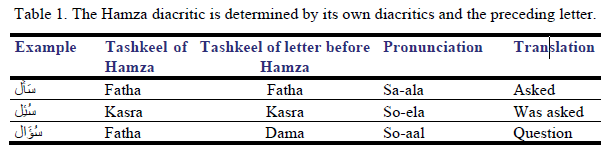 Table 1. The Hamza diacritic is determined by its own diacritics and the preceding letter.
Example Tashkeel of Hamza Tashkeel of letter before Hamza Pronunciation Translation
سَأَل Fatha Fatha Sa-ala Asked
سُئِل Kasra Kasra So-ela Was asked
سُؤَال Fatha Dama So-aal Question